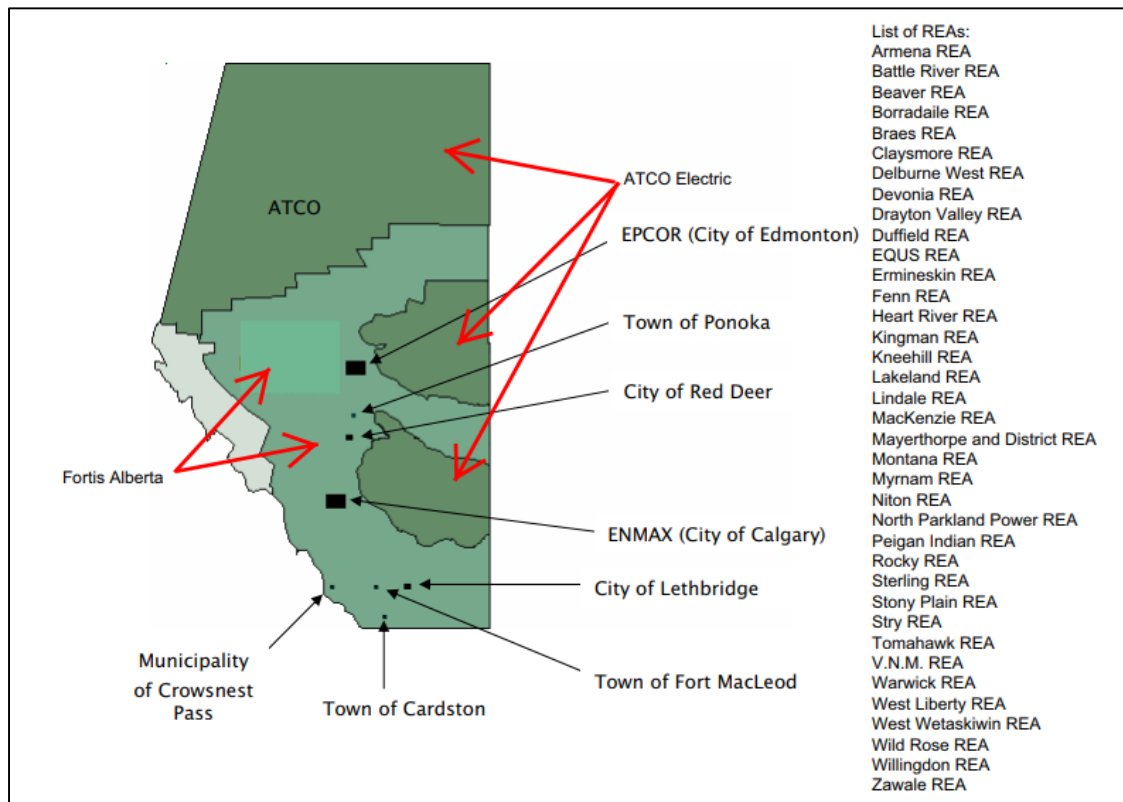 ATCO
ATCO Electric
EPCOR (City of Edmonton)
Town of Ponoka
City of Red Deer
Fortis Alberta
ENMAX (City of Calgary)
City of Lethbridge
Municipality
of Crowsnest
Pass
Town of Fort MacLeod
Town of Cardston
List of REAs:
Armena REA
Battle River REA
Beaver REA
Borradaile REA
Braes REA
Claysmore REA
Delburne West REA
Devonia REA
Drayton Valley REA
Duffield REA
EQUS REA
Ermineskin REA
Fenn REA
Heart River REA
Kingman REA
Kneehill REA
Lakeland REA
Lindale REA
MacKenzie REA
Mayerthorpe and District REA
Montana REA
Myrnam REA
Niton REA
North Parkland Power REA
Peigan Indian REA
Rocky REA
Sterling REA
Stony Plain REA
Stry REA
Tomahawk REA
V.N.M. REA
Warwick REA
West Liberty REA
West Wetaskiwin REA
Wild Rose REA
Willingdon REA
Zawale REA